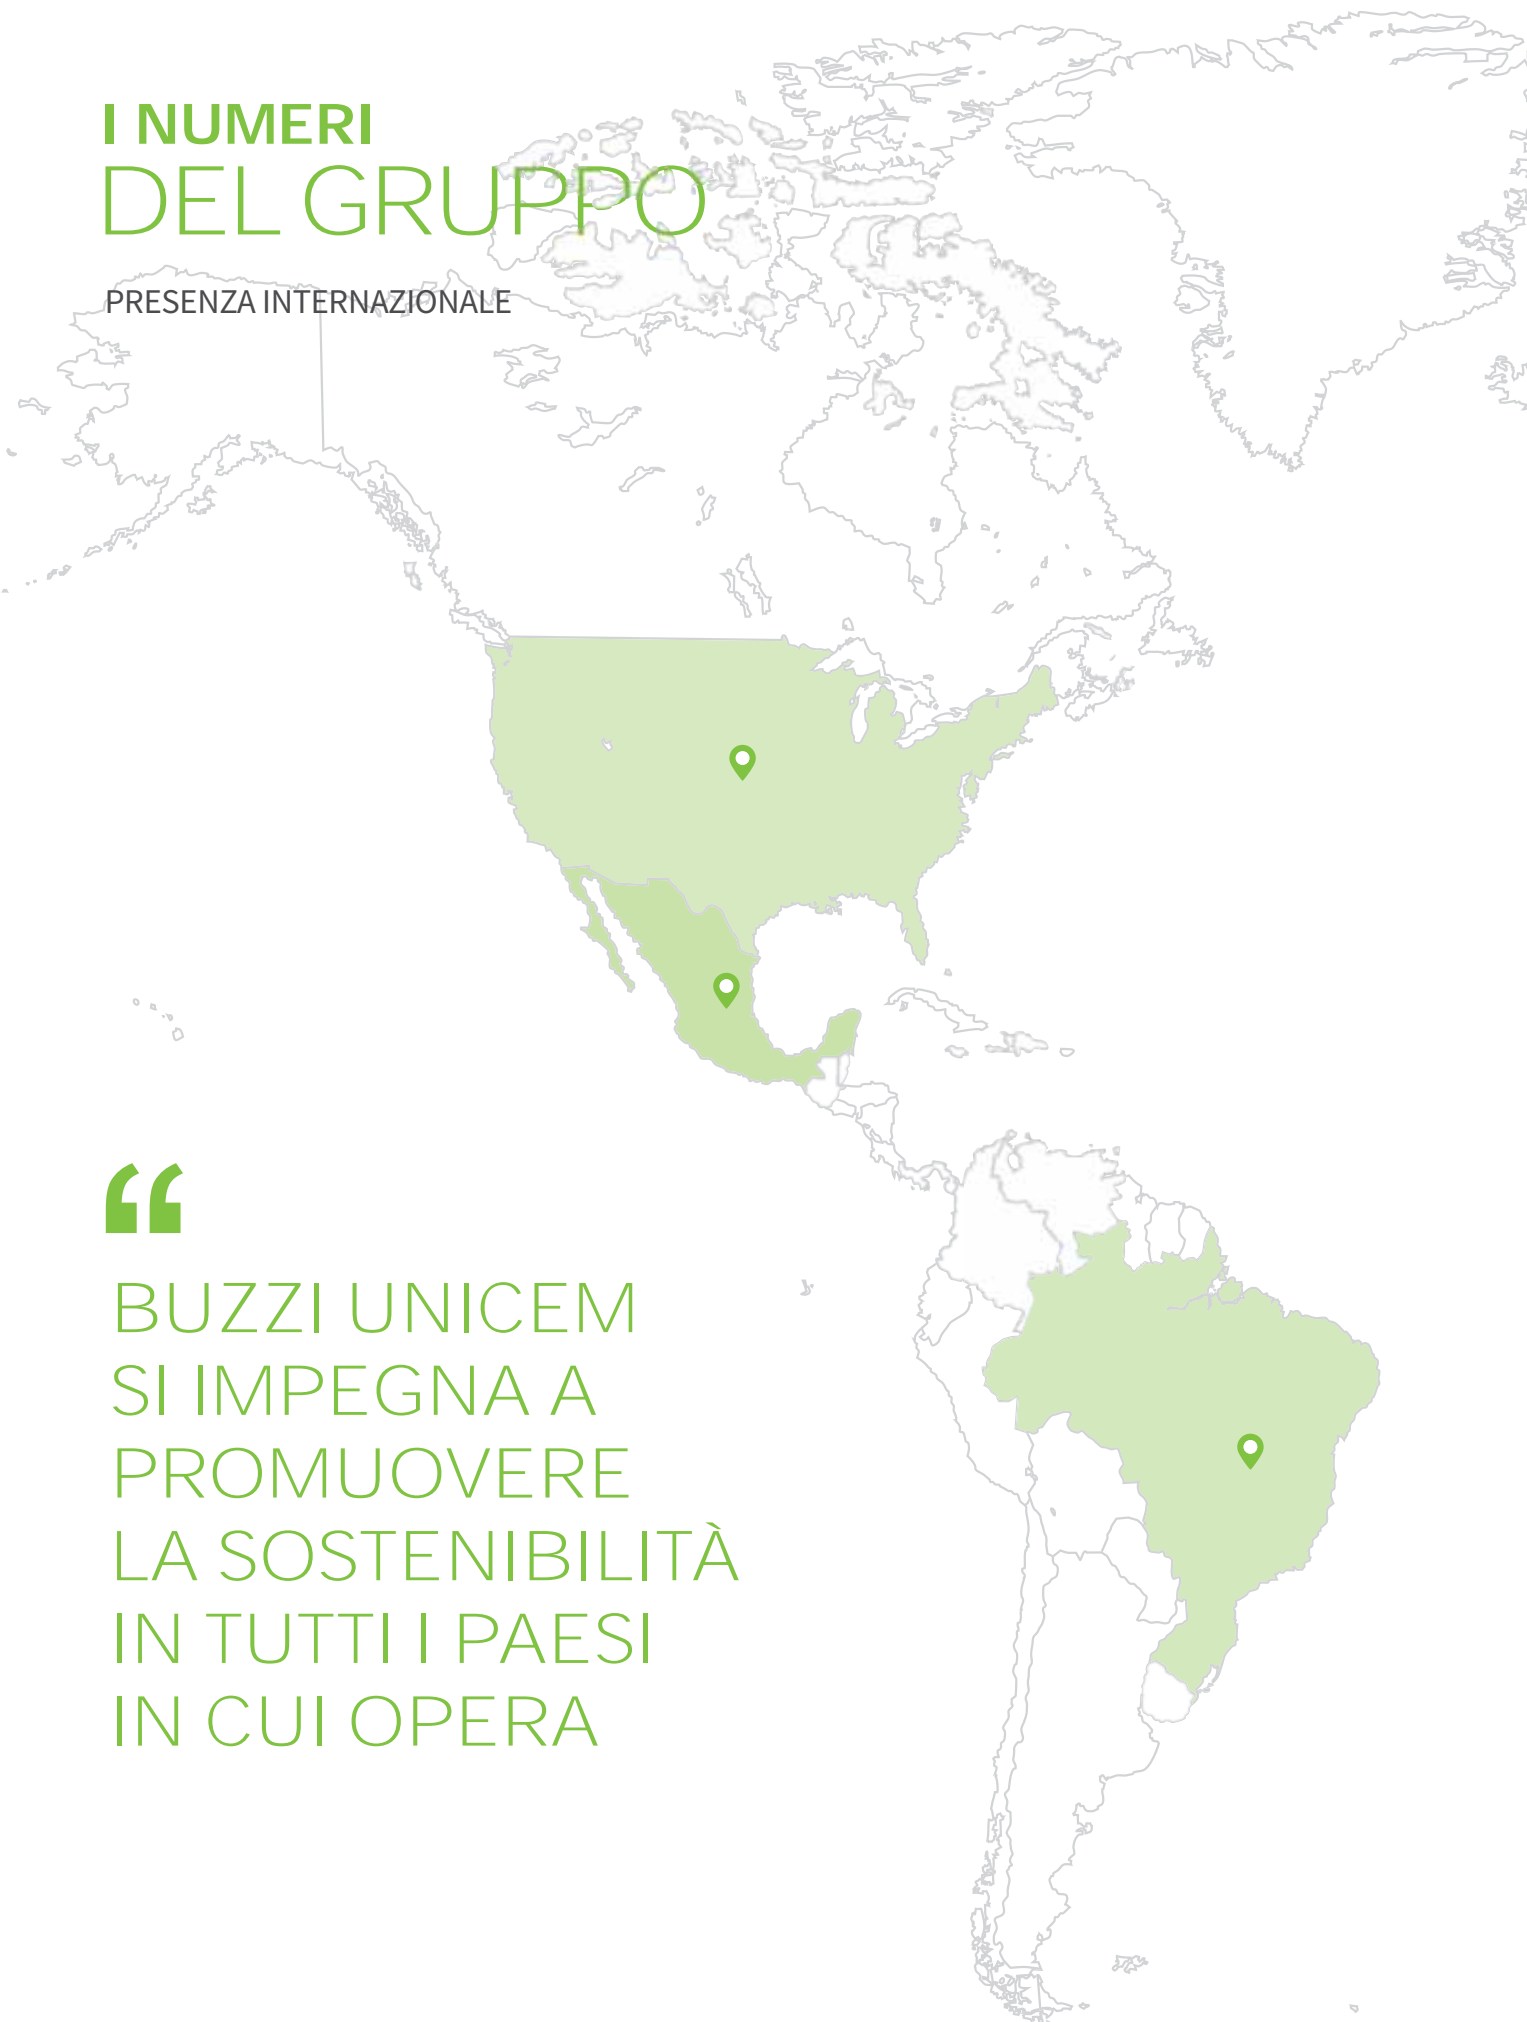 I NUMERI
DEL GRUPPO
PRESENZA INTERNAZIONALE
“
BUZZI UNICEM
SI IMPEGNA A
PROMUOVERE
LA SOSTENIBILITÀ
IN TUTTI I PAESI
IN CUI OPERA